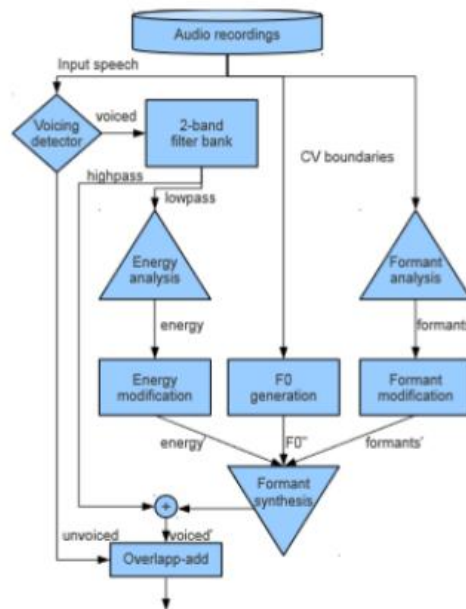 Audio recordings
Input speech
Voicing
detector
voiced
2-band
filter bank
CV boundaries
highpass
lowpass
Energy
analysis
Formant
analysis
energy
formants
Energy
modification
F0
generation
Formant
modification
energy'
F0''
formants'
Formant
synthesis
+
unvoiced
voiced'
Overlapp-add